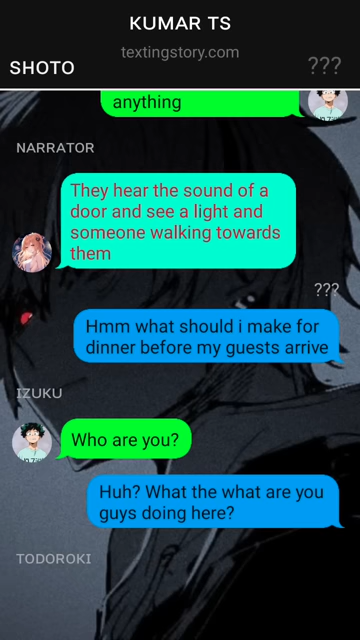 KUMAR TS
textingstory.com
SHOTO
???
anything
NARRATOR
They hear the sound of a
door and see a light and
someone walking towards
them
???
Hmm what should i make for
dinner before my guests arrive
IZUKU
Who are you?
Huh? What the what are you
guys doing here?
TODOROKI